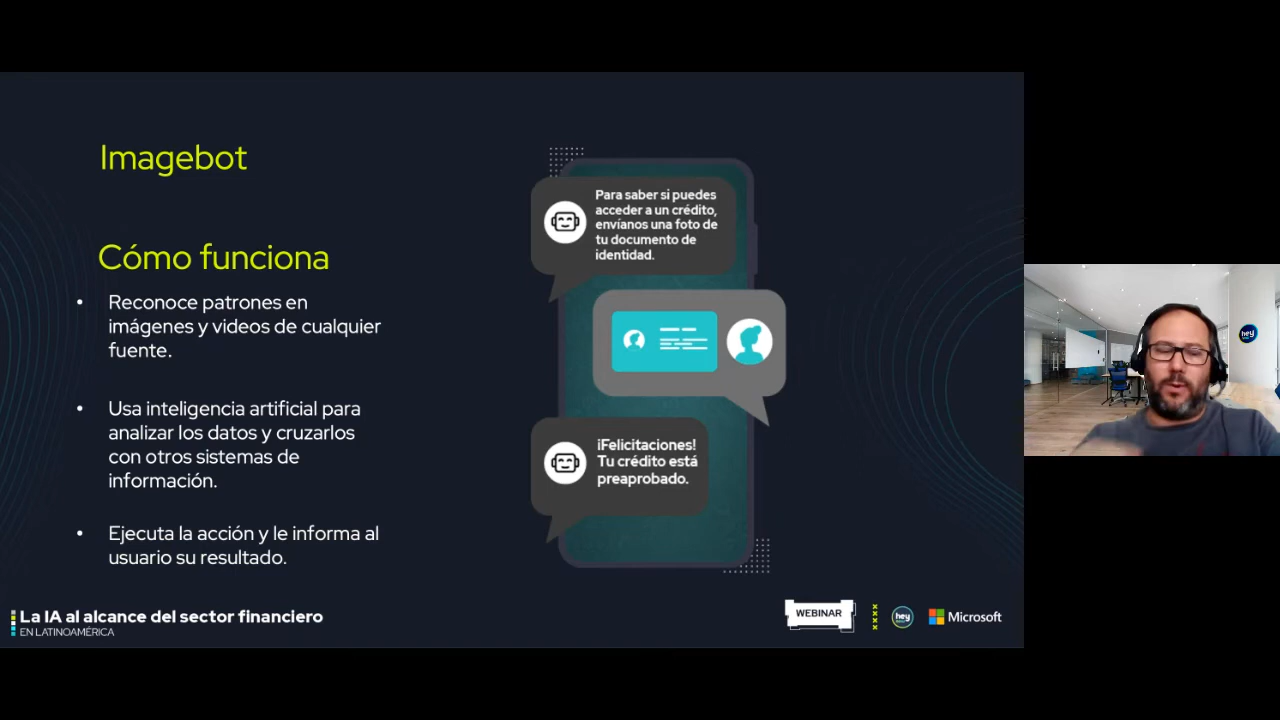 Imagebot
Cómo funciona
• Reconoce patrones en
imágenes y videos de cualquier
fuente.
• Usa inteligencia artificial para
analizar los datos y cruzarlos
con otros sistemas de
información.
• Ejecuta la acción y le informa al
usuario su resultado.
Para saber si puedes
acceder a un crédito,
envíanos una foto de
tu documento de
identidad.
¡Felicitaciones!
Tu crédito está
preaprobado.
hey
La IA al alcance del sector financiero
EN LATINOAMÉRICA
WEBINAR
hey
Microsoft